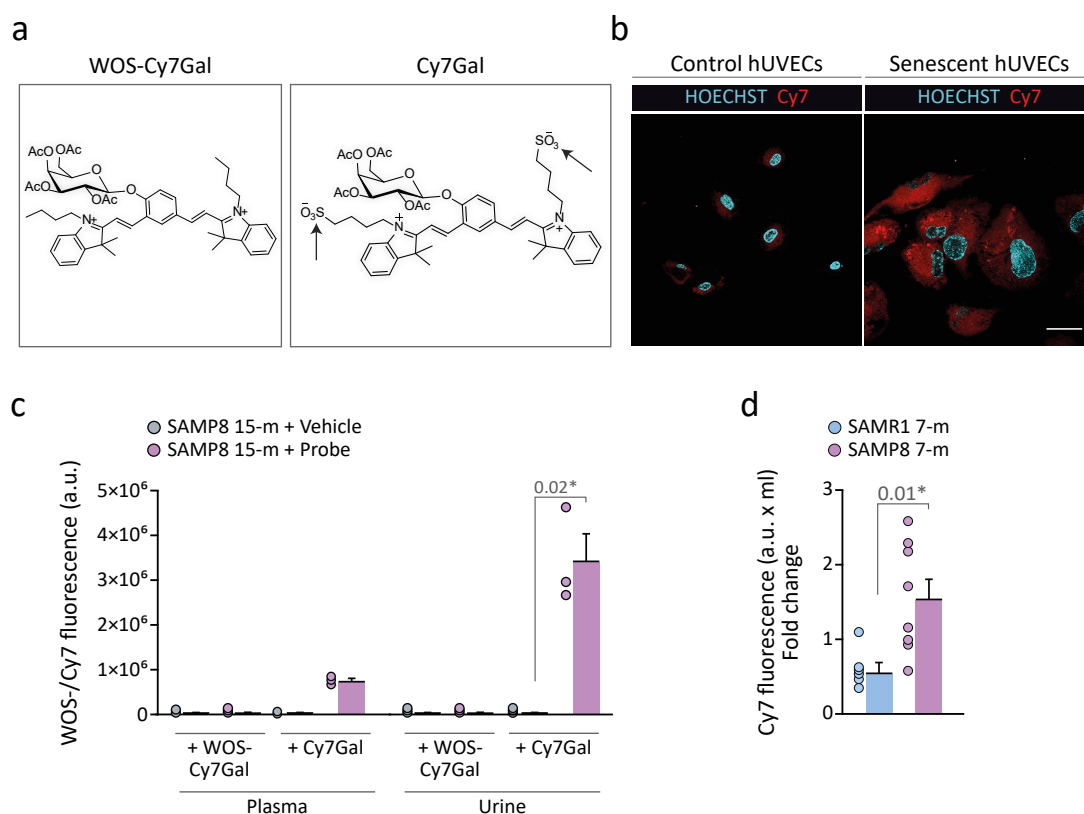 a
WOS-Cy7Gal
Cy7Gal
AcO
OAc
OAc
AcO
O
OAc
O
N+
N+
SO₃⁻
AcO
OAc
OAc
AcO
O
OAc
O
⁻O₃S
N
+
N
+
b
Control hUVECs
Senescent hUVECs
HOECHST Cy7
HOECHST Cy7
c
SAMP8 15-m + Vehicle
SAMP8 15-m + Probe
WOS-/Cy7 fluorescence (a.u.)
5×10⁶
4×10⁶
3×10⁶
2×10⁶
1×10⁶
0
0.02*
+ WOS-
Cy7Gal
+ Cy7Gal
+ WOS-
Cy7Gal
+ Cy7Gal
Plasma
Urine
d
SAMR1 7-m
SAMP8 7-m
Cy7 fluorescence (a.u. x ml)
Fold change
3
2
1
0
0.01*